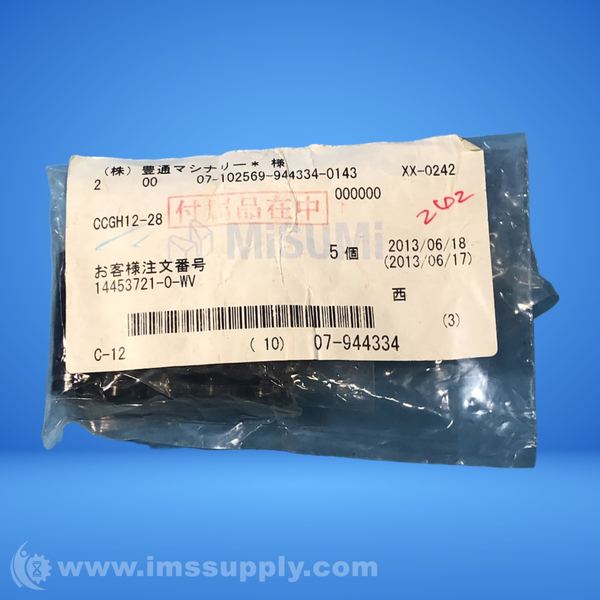 (株) 豊通マシナリー* 様
2 00 07-102569-944334-0143 XX-0242
000000
付属品在中
242
CCGH12-28
MiSUMi
5個 2013/06/18
お客様注文番号 (2013/06/17)
14453721-0-WV
西
(3)
C-12 (10) 07-944334
www.imssupply.com